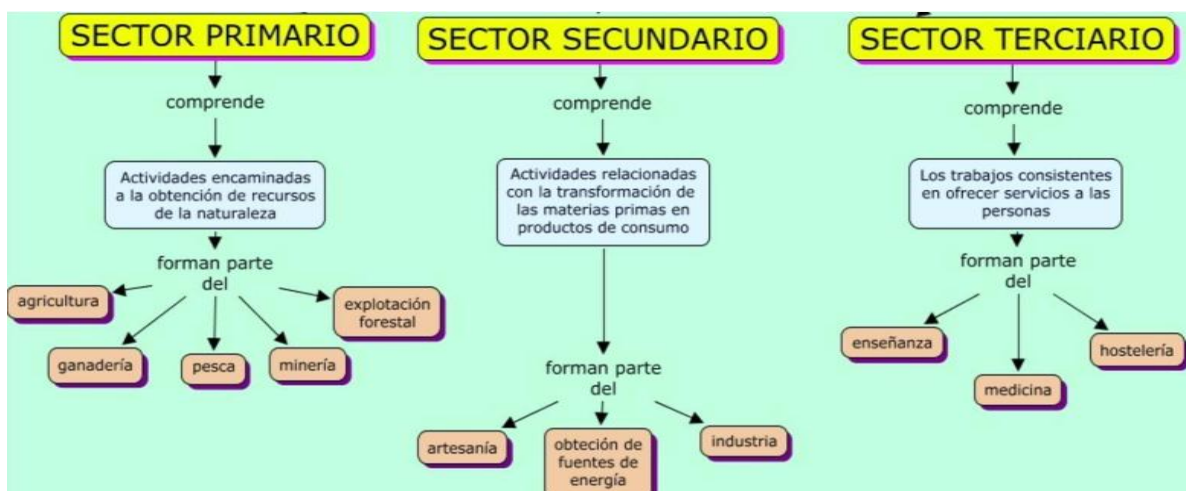 SECTOR PRIMARIO
comprende
Actividades encaminadas
a la obtención de recursos
de la naturaleza
forman parte
del
agricultura
ganadería
pesca
minería
explotación
forestal
SECTOR SECUNDARIO
comprende
Actividades relacionadas
con la transformación de
las materias primas en
productos de consumo
forman parte
del
artesanía
obteción de
fuentes de
energía
industria
SECTOR TERCIARIO
comprende
Los trabajos consistentes
en ofrecer servicios a las
personas
forman parte
del
enseñanza
medicina
hostelería